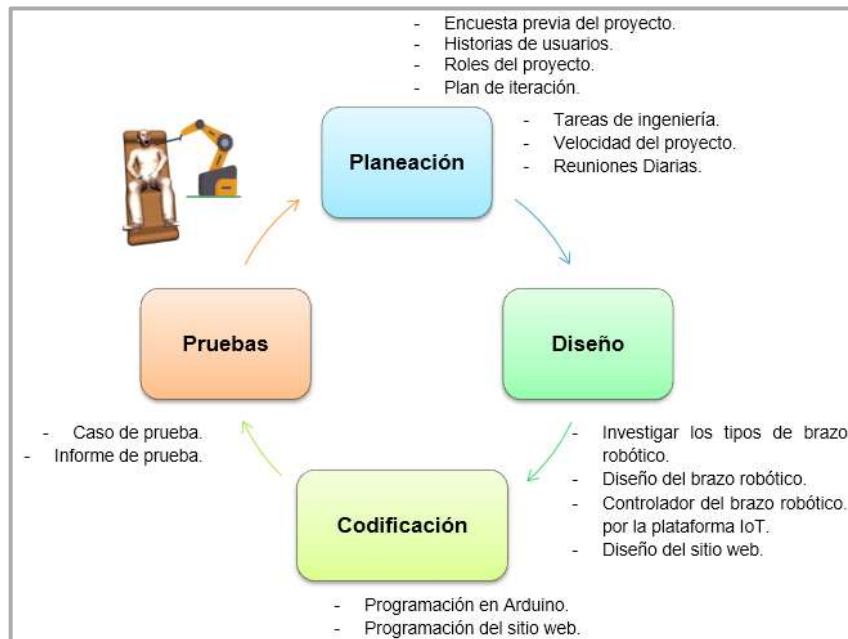 - Encuesta previa del proyecto.
- Historias de usuarios.
- Roles del proyecto.
- Plan de iteración.
- Tareas de ingeniería.
- Velocidad del proyecto.
- Reuniones Diarias.
Planeación
Diseño
- Investigar los tipos de brazo
robótico.
- Diseño del brazo robótico.
- Controlador del brazo robótico.
por la plataforma IoT.
- Diseño del sitio web.
Codificación
- Programación en Arduino.
- Programación del sitio web.
Pruebas
- Caso de prueba.
- Informe de prueba.